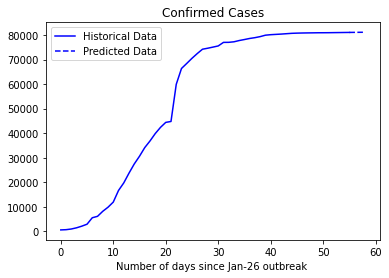 Confirmed Cases
Historical Data
Predicted Data
80000
70000
60000
50000
40000
30000
20000
10000
0
0 10 20 30 40 50 60
Number of days since Jan-26 outbreak